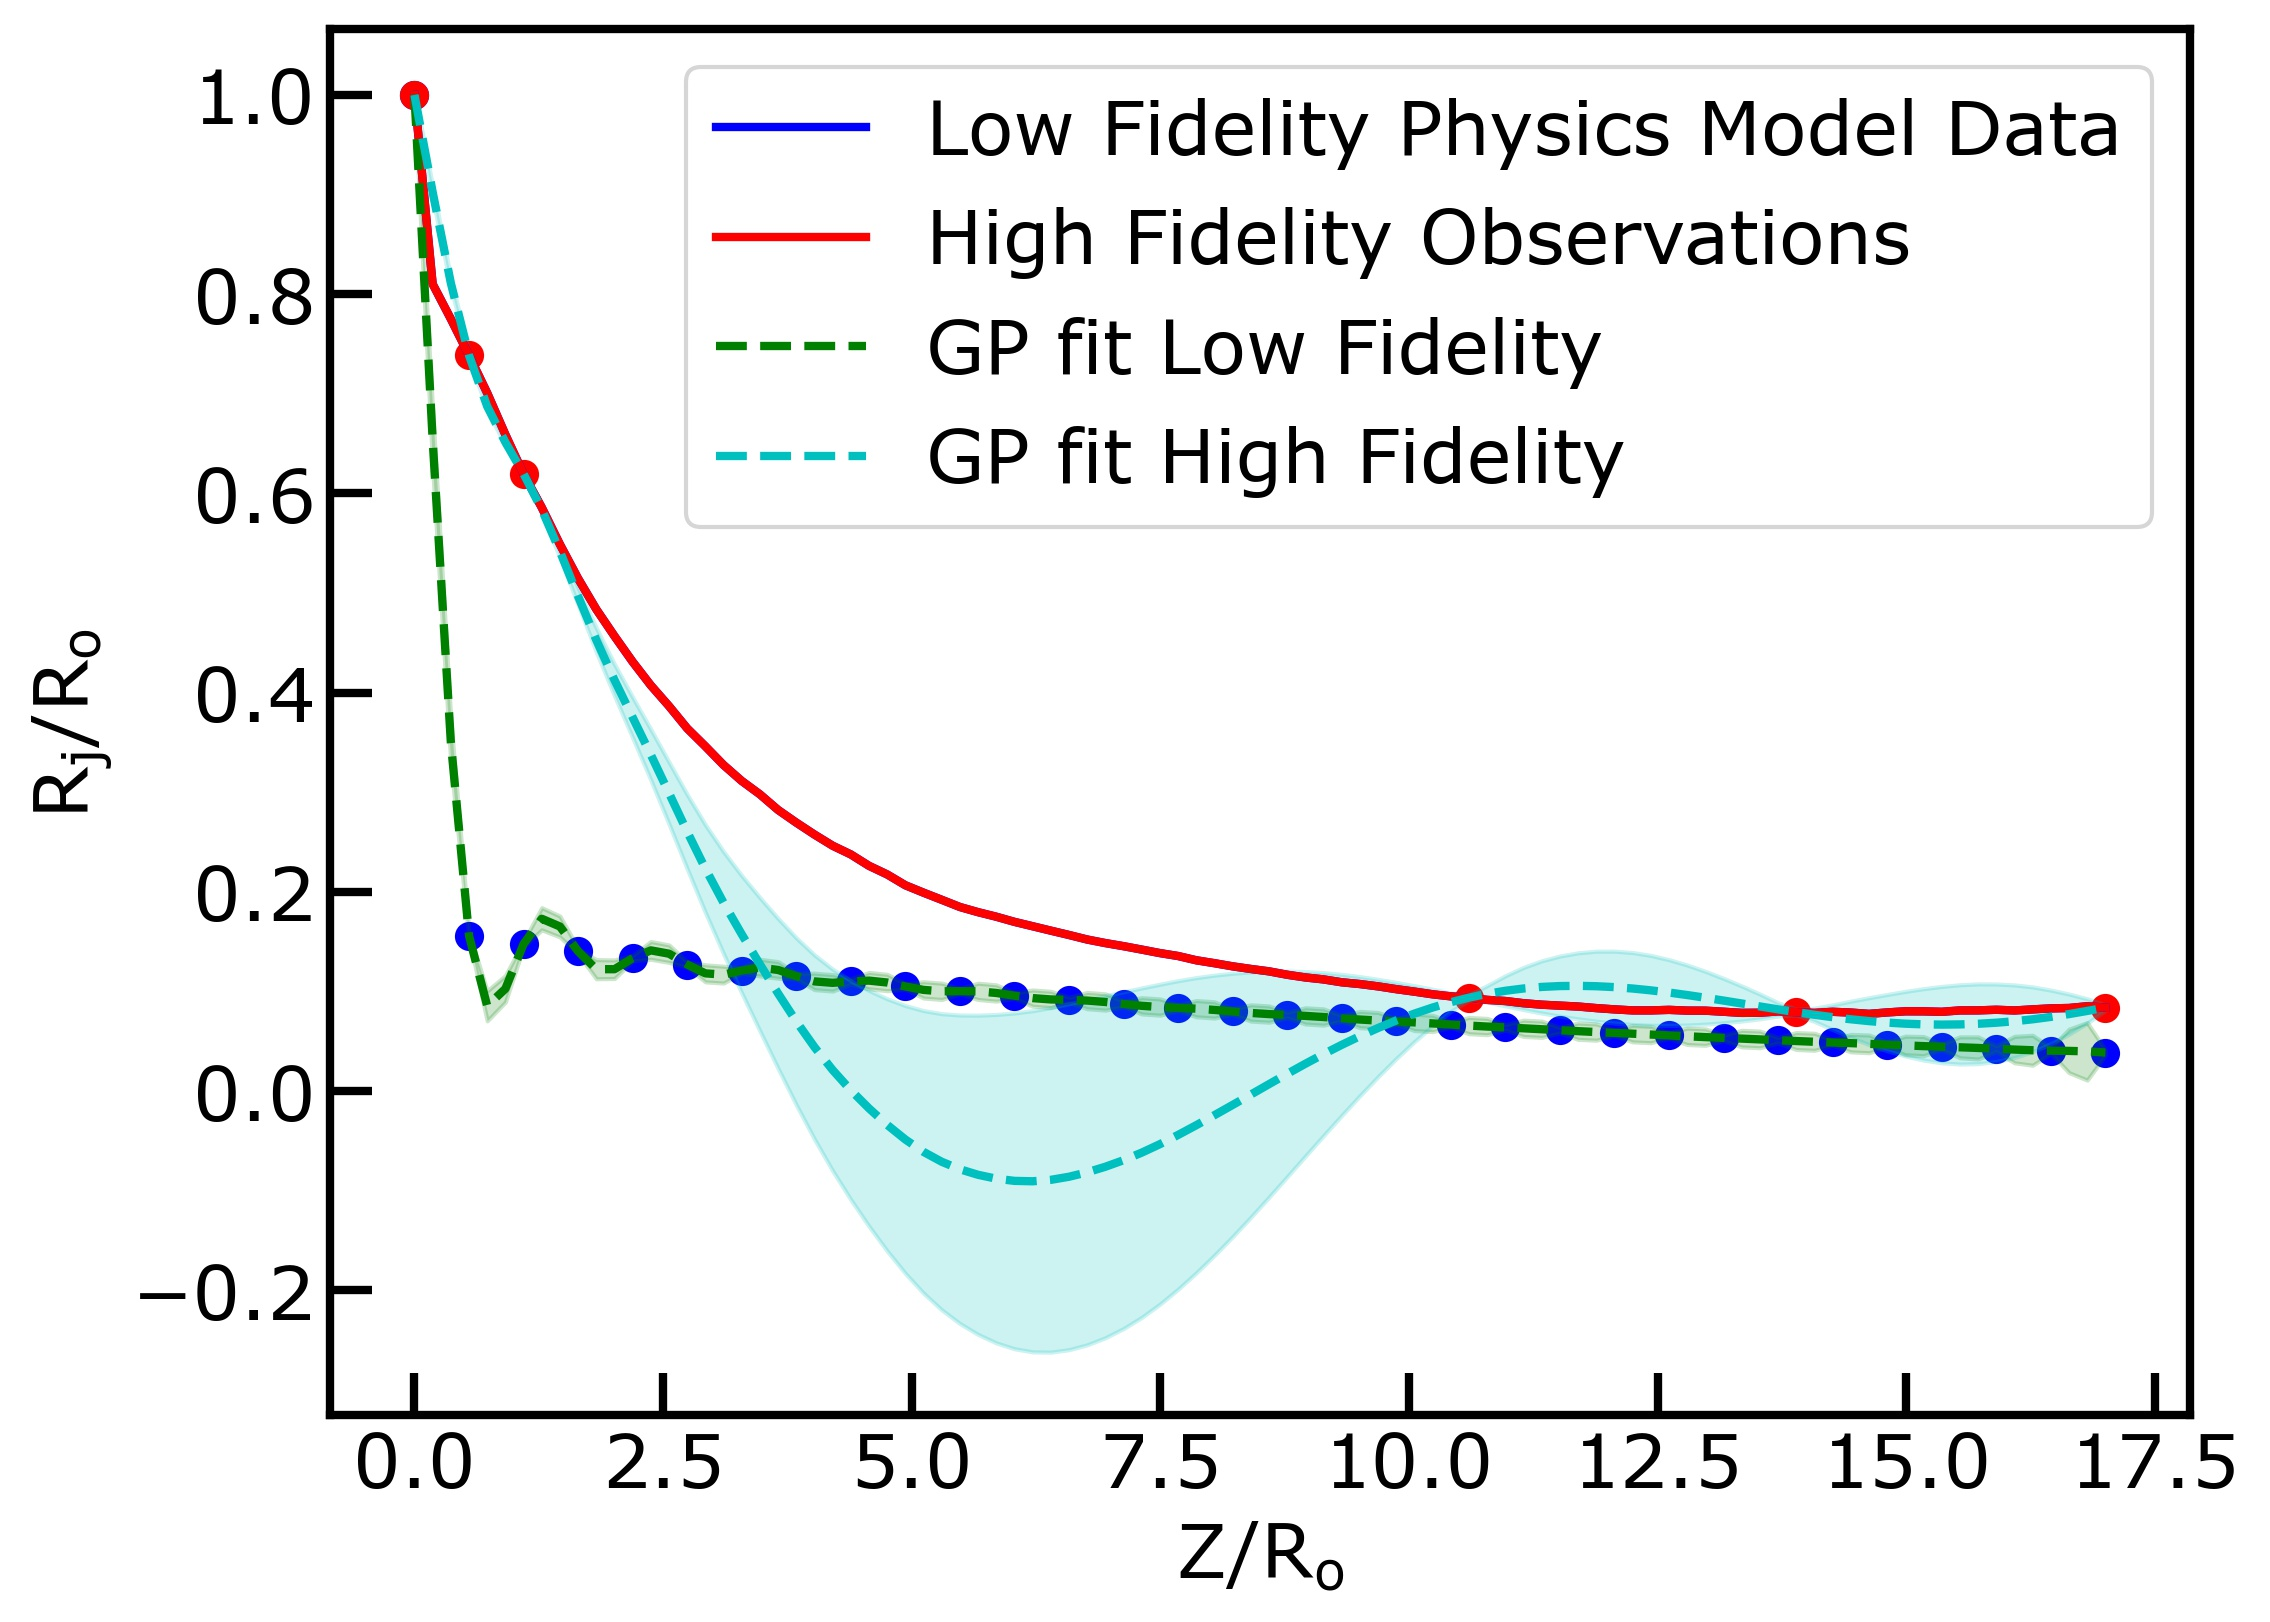 Low Fidelity Physics Model Data
High Fidelity Observations
GP fit Low Fidelity
GP fit High Fidelity
1.0
0.8
0.6
0.4
0.2
0.0
−0.2
Rj/Ro
0.0 2.5 5.0 7.5 10.0 12.5 15.0 17.5
Z/Ro